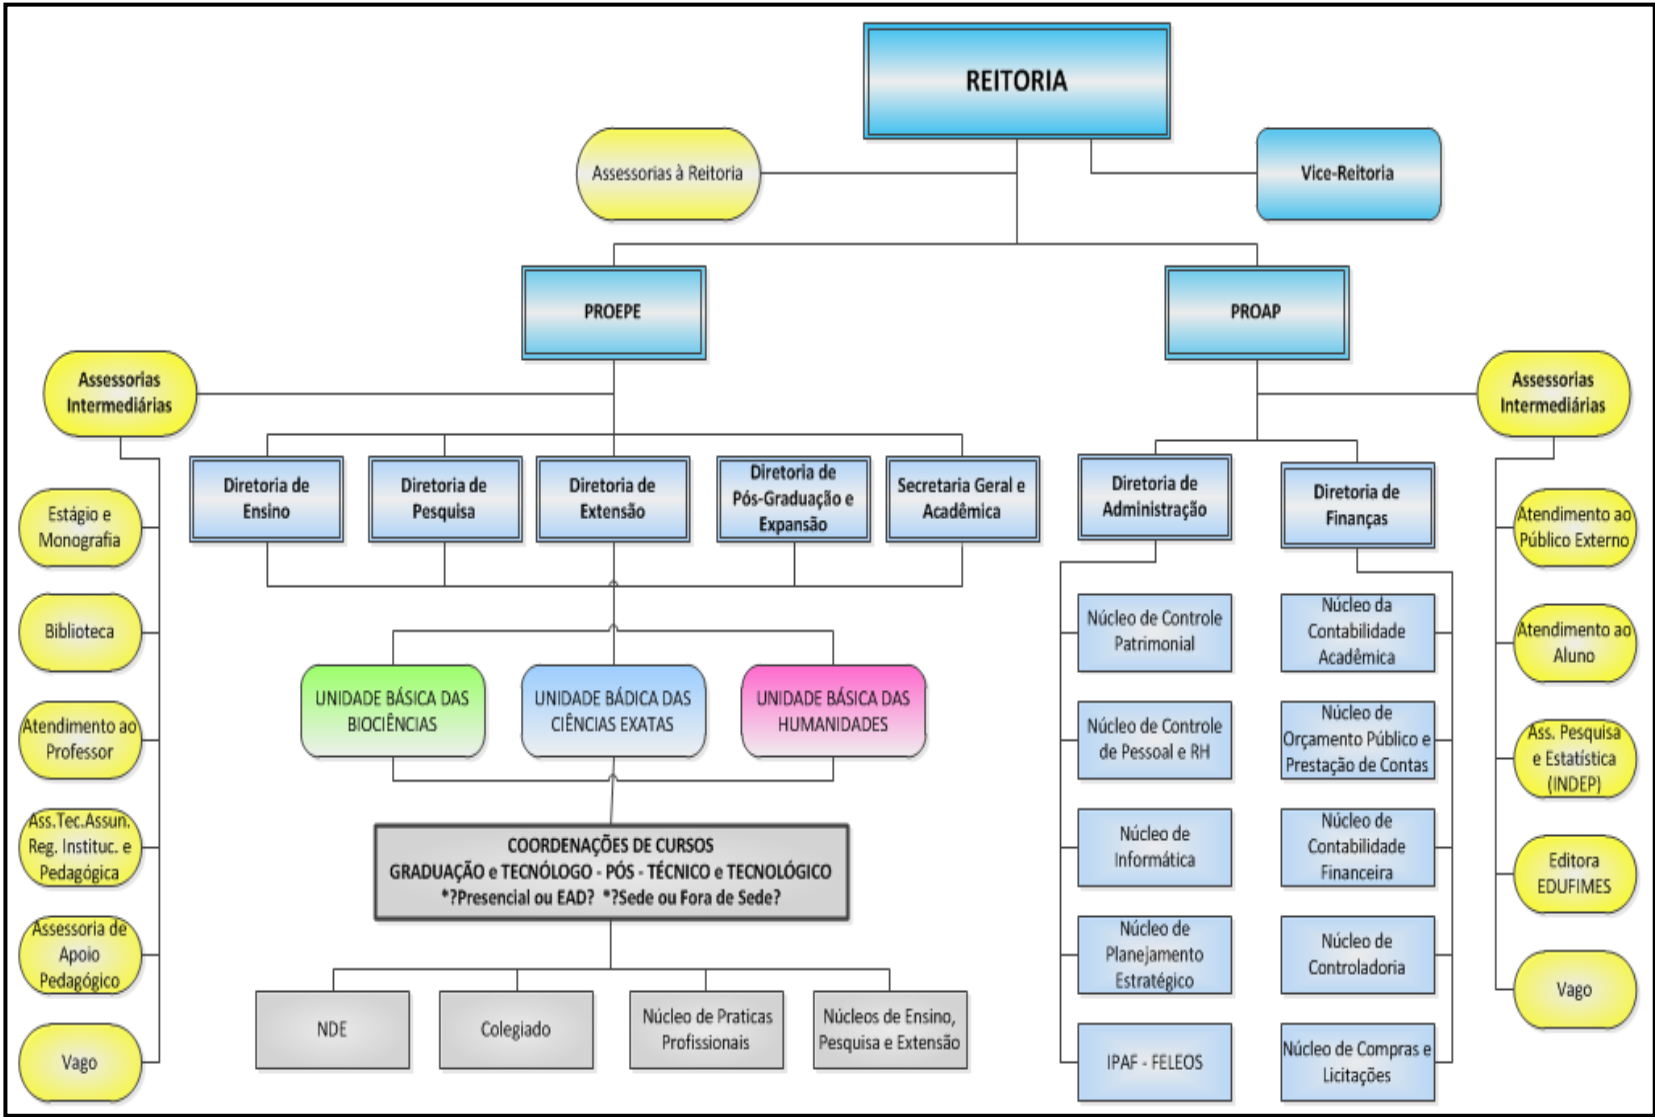 REITORIA
Assessorias à Reitoria
Vice-Reitoria
PROEPE
PROAP
Assessorias
Intermediárias
Assessorias
Intermediárias
Diretoria de
Ensino
Diretoria de
Pesquisa
Diretoria de
Extensão
Diretoria de
Pós-Graduação e
Expansão
Secretaria Geral e
Acadêmica
Diretoria de
Administração
Diretoria de
Finanças
Estágio e
Monografia
Biblioteca
Atendimento ao
Professor
Ass.Tec.Assun.
Reg. Instituc. e
Pedagógica
Assessoria de
Apoio
Pedagógico
Vago
UNIDADE BÁSICA DAS
BIOCIÊNCIAS
UNIDADE BÁDICA DAS
CIÊNCIAS EXATAS
UNIDADE BÁSICA DAS
HUMANIDADES
COORDENAÇÕES DE CURSOS
GRADUAÇÃO e TECNÓLOGO - PÓS - TÉCNICO e TECNOLÓGICO
*?Presencial ou EAD? *?Sede ou Fora de Sede?
NDE
Colegiado
Núcleo de Praticas
Profissionais
Núcleos de Ensino,
Pesquisa e Extensão
Núcleo de Controle
Patrimonial
Núcleo de Controle
de Pessoal e RH
Núcleo de
Informática
Núcleo de
Planejamento
Estratégico
IPAF - FELEOS
Núcleo da
Contabilidade
Acadêmica
Núcleo de
Orçamento Público e
Prestação de Contas
Núcleo de
Contabilidade
Financeira
Núcleo de
Controladoria
Núcleo de Compras e
Licitações
Atendimento ao
Público Externo
Atendimento ao
Aluno
Ass. Pesquisa
e Estatística
(INDEP)
Editora
EDUFIMES
Vago